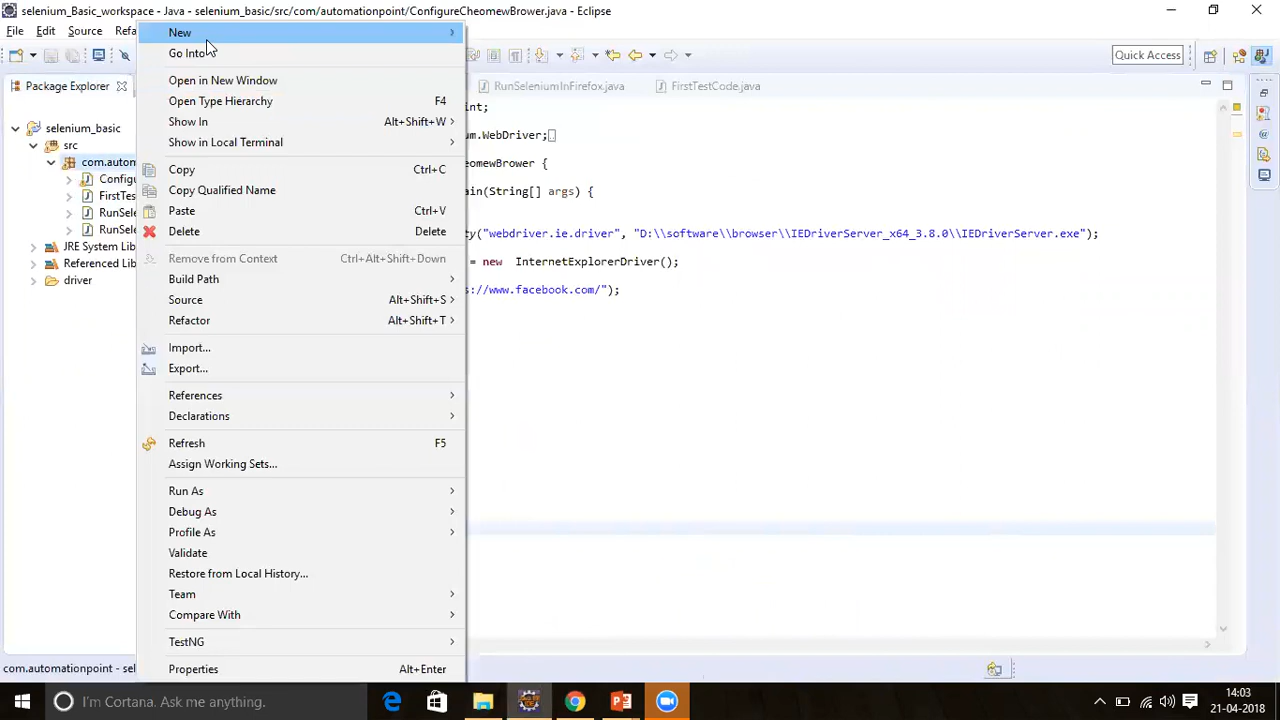 selenium_Basic_workspace - Java - selenium_basic/src/com/automationpoint/ConfigureCheomewBrower.java - Eclipse
File Edit Source Refa
Quick Access
Package Explorer
RunSeleniumInFirefox.java
FirstTestCode.java
selenium_basic
src
com.automa
Configu
FirstTest
RunSele
RunSele
JRE System Lib
Referenced Lib
driver
New
Go Into
Open in New Window
Open Type Hierarchy F4
Show In Alt+Shift+W
Show in Local Terminal
Copy Ctrl+C
Copy Qualified Name
Paste Ctrl+V
Delete Delete
Remove from Context Ctrl+Alt+Shift+Down
Build Path
Source Alt+Shift+S
Refactor Alt+Shift+T
Import...
Export...
References
Declarations
Refresh F5
Assign Working Sets...
Run As
Debug As
Profile As
Validate
Restore from Local History...
Team
Compare With
TestNG
Properties Alt+Enter
int;
m.WebDriver;
eomewBrower {
ain(String[] args) {
ty("webdriver.ie.driver", "D:\\software\\browser\\IEDriverServer_x64_3.8.0\\IEDriverServer.exe");
= new InternetExplorerDriver();
s://www.facebook.com/");
com.automationpoint - sel
I'm Cortana. Ask me anything.
14:03
21-04-2018